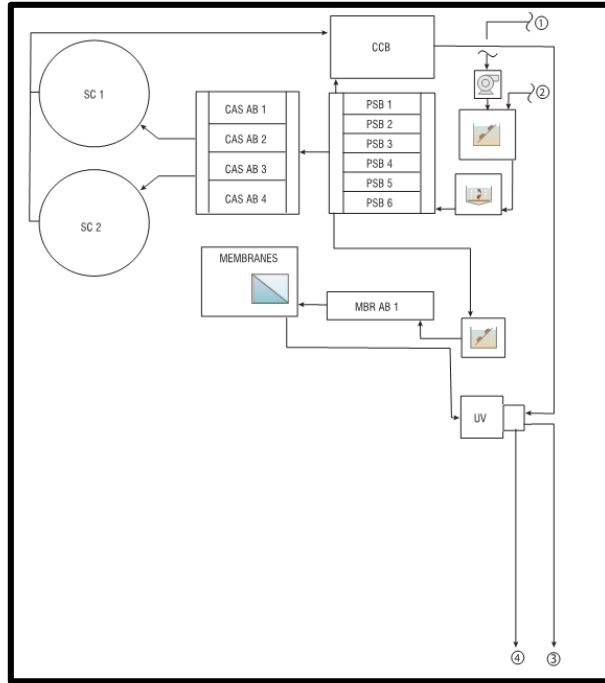 ①
CCB
SC 1
②
CAS AB 1
CAS AB 2
CAS AB 3
CAS AB 4
PSB 1
PSB 2
PSB 3
PSB 4
PSB 5
PSB 6
SC 2
MEMBRANES
MBR AB 1
UV
④
③